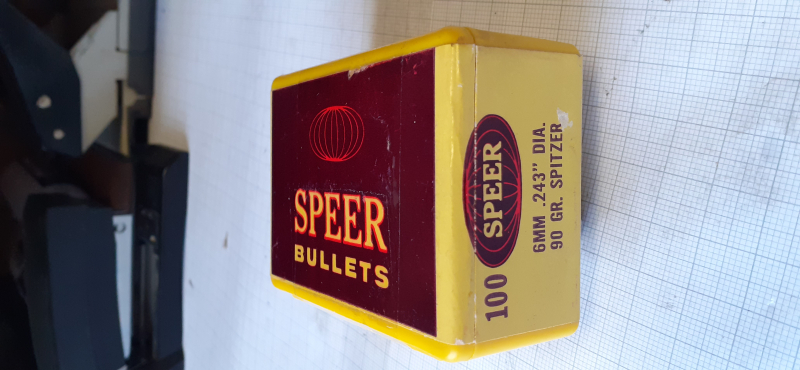 SPEER
BULLETS
100
SPEER
6MM .243" DIA.
90 GR. SPITZER